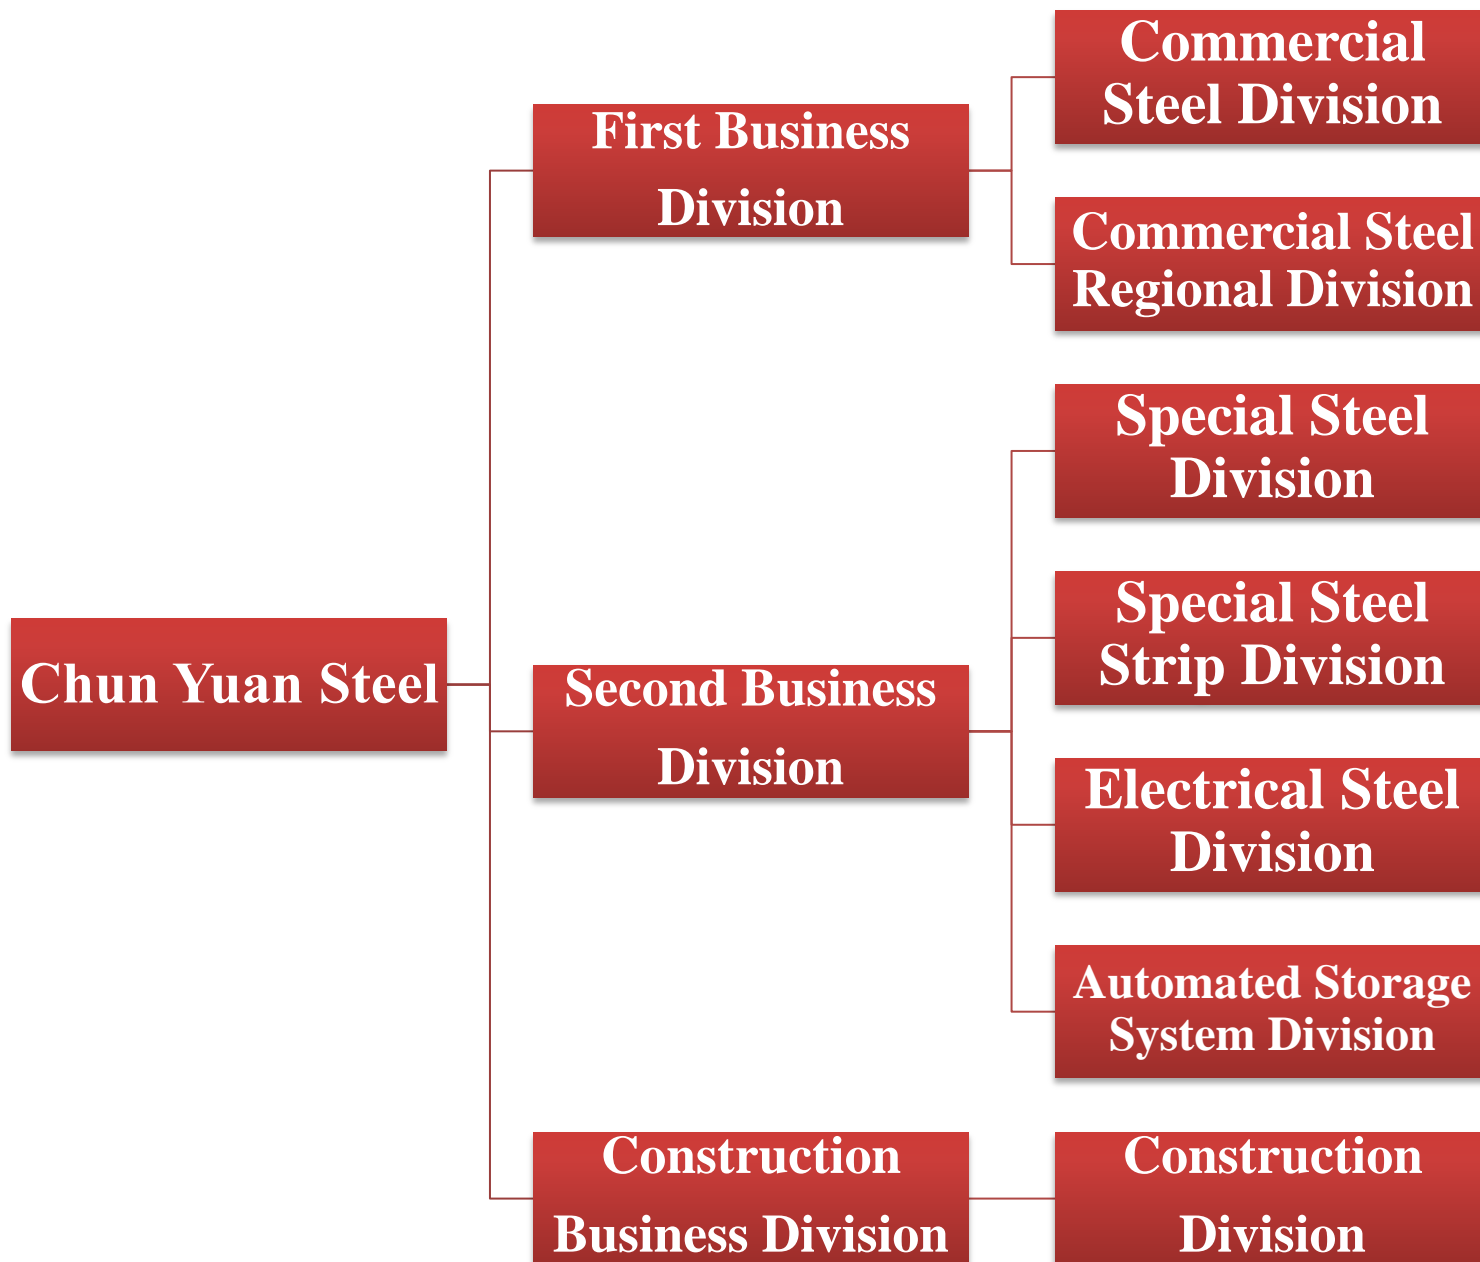 Chun Yuan Steel
First Business
Division
Commercial
Steel Division
Commercial Steel
Regional Division
Second Business
Division
Special Steel
Division
Special Steel
Strip Division
Electrical Steel
Division
Automated Storage
System Division
Construction
Business Division
Construction
Division